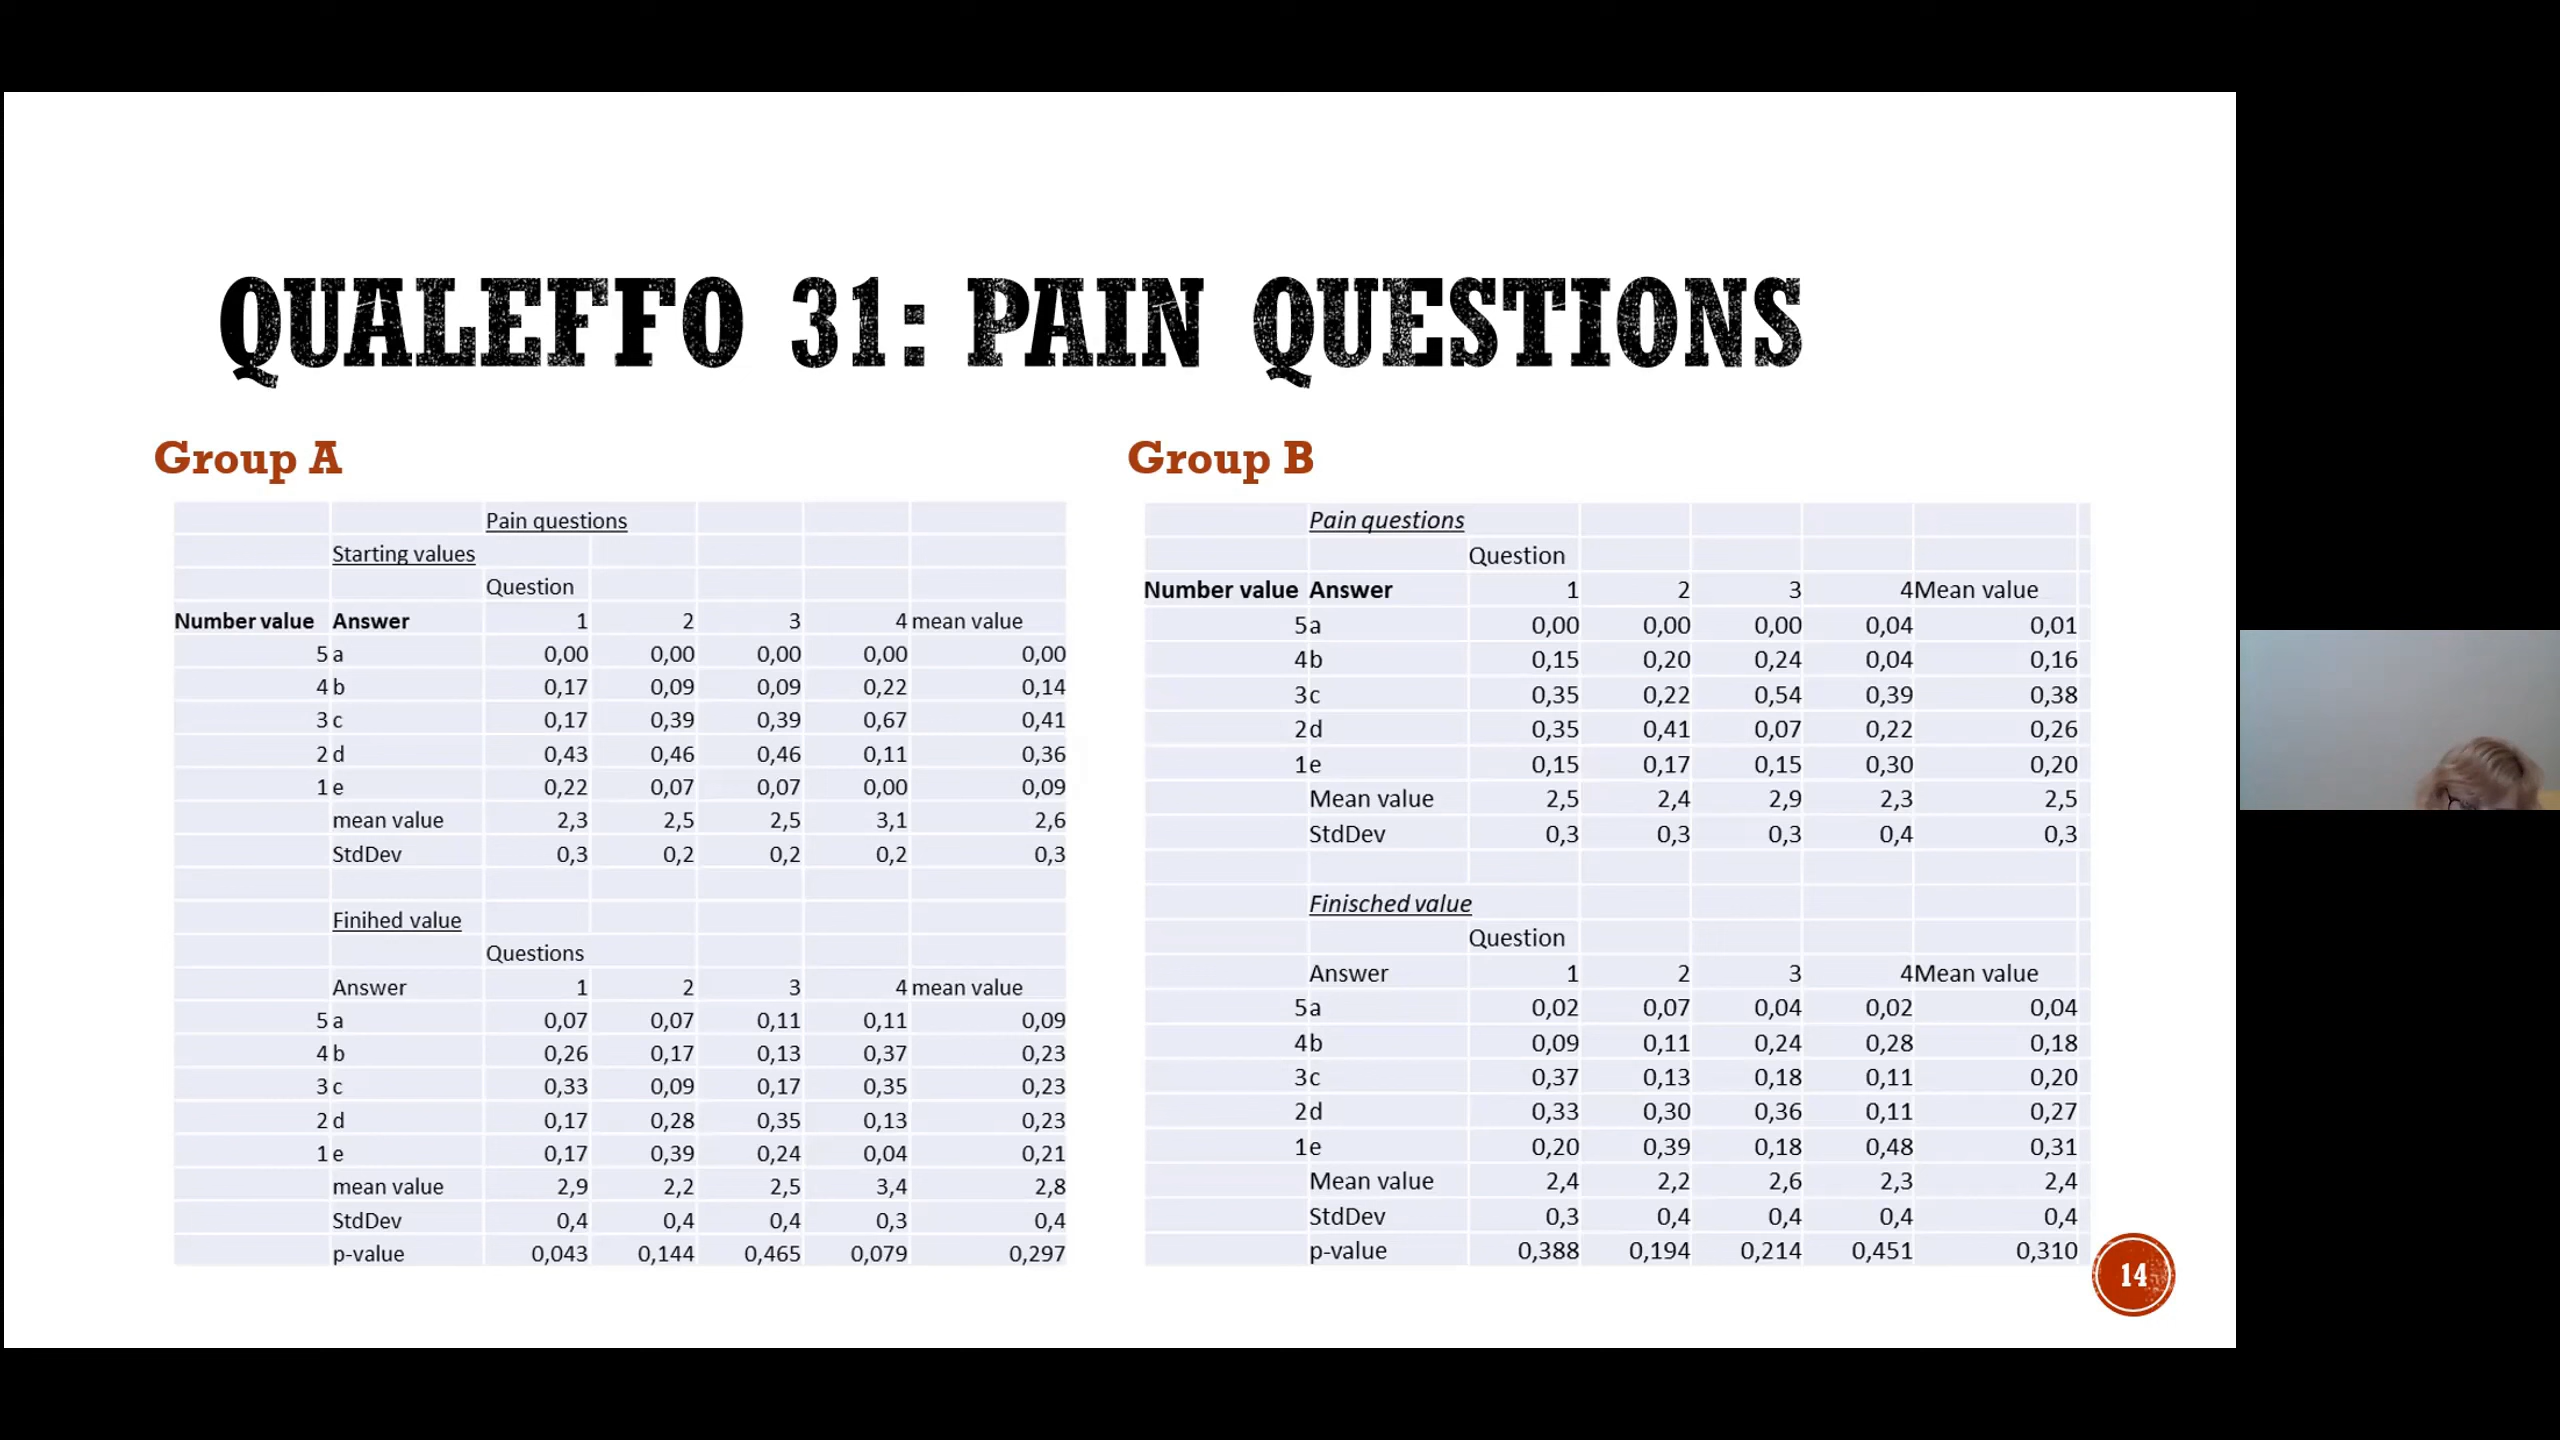 QUALEFFO 31: PAIN QUESTIONS
Group A
Pain questions
Starting values
Question
Number value Answer 1 2 3 4 mean value
5 a 0,00 0,00 0,00 0,00 0,00
4 b 0,17 0,09 0,09 0,22 0,14
3 c 0,17 0,39 0,39 0,67 0,41
2 d 0,43 0,46 0,46 0,11 0,36
1 e 0,22 0,07 0,07 0,00 0,09
mean value 2,3 2,5 2,5 3,1 2,6
StdDev 0,3 0,2 0,2 0,2 0,3
Finihed value
Questions
Answer 1 2 3 4 mean value
5 a 0,07 0,07 0,11 0,11 0,09
4 b 0,26 0,17 0,13 0,37 0,23
3 c 0,33 0,09 0,17 0,35 0,23
2 d 0,17 0,28 0,35 0,13 0,23
1 e 0,17 0,39 0,24 0,04 0,21
mean value 2,9 2,2 2,5 3,4 2,8
StdDev 0,4 0,4 0,4 0,3 0,4
p-value 0,043 0,144 0,465 0,079 0,297
Group B
Pain questions
Question
Number value Answer 1 2 3 4 Mean value
5 a 0,00 0,00 0,00 0,04 0,01
4 b 0,15 0,20 0,24 0,04 0,16
3 c 0,35 0,22 0,54 0,39 0,38
2 d 0,35 0,41 0,07 0,22 0,26
1 e 0,15 0,17 0,15 0,30 0,20
Mean value 2,5 2,4 2,9 2,3 2,5
StdDev 0,3 0,3 0,3 0,4 0,3
Finisched value
Question
Answer 1 2 3 4 Mean value
5 a 0,02 0,07 0,04 0,02 0,04
4 b 0,09 0,11 0,24 0,28 0,18
3 c 0,37 0,13 0,18 0,11 0,20
2 d 0,33 0,30 0,36 0,11 0,27
1 e 0,20 0,39 0,18 0,48 0,31
Mean value 2,4 2,2 2,6 2,3 2,4
StdDev 0,3 0,4 0,4 0,4 0,4
p-value 0,388 0,194 0,214 0,451 0,310
14